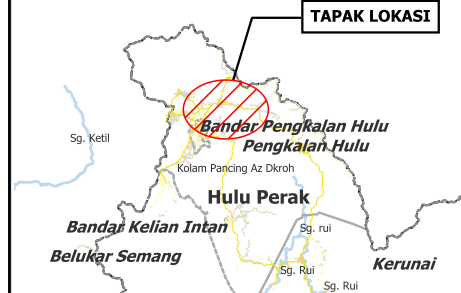 TAPAK LOKASI
Bandar Pengkalan Hulu
Sg. Ketil
Pengkalan Hulu
Kolam Pancing Az Dkroh
Hulu Perak
Bandar Kelian Intan
Sg. rui
Belukar Semang
Kerunai
Sg. Rui
Sg. Rui